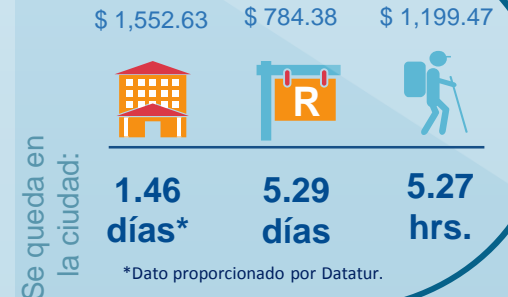 $ 1,552.63 $ 784.38 $ 1,199.47
R
Se queda en
la ciudad:
1.46
días*
5.29
días
5.27
hrs.
*Dato proporcionado por Datatur.